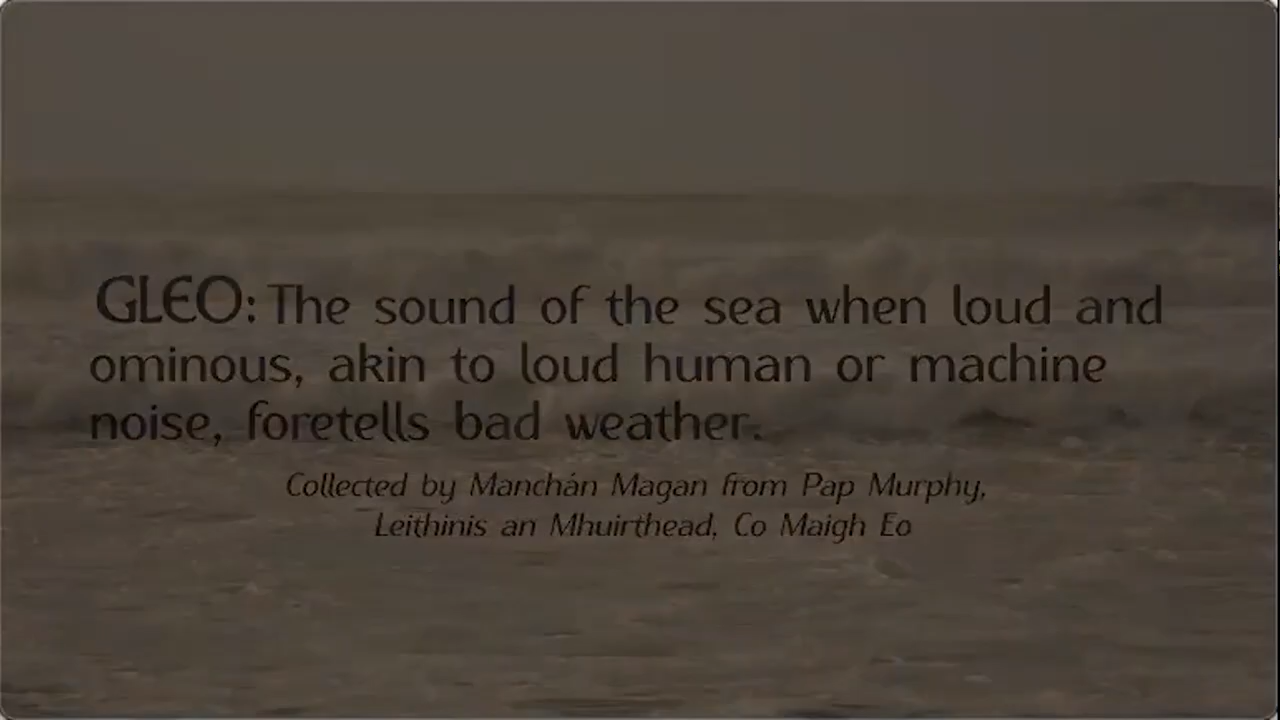 GLEO: The sound of the sea when loud and
ominous, akin to loud human or machine
noise, foretells bad weather.
Collected by Manchán Magan from Pap Murphy,
Leithinis an Mhuirthead, Co Maigh Eo